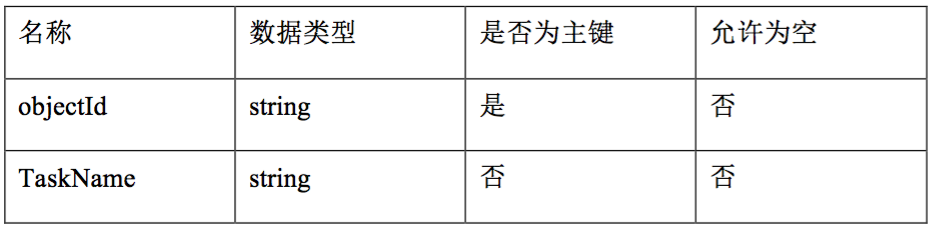 名称 数据类型 是否为主键 允许为空
objectId string 是 否
TaskName string 否 否